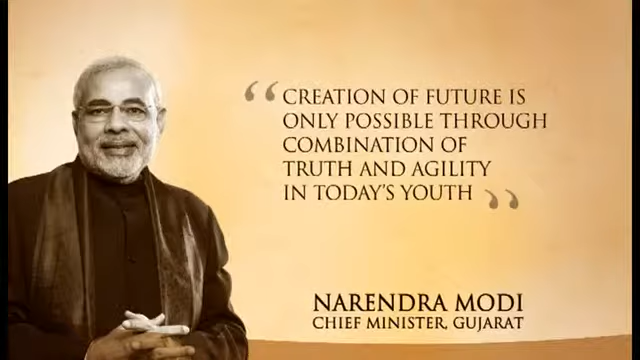 “ CREATION OF FUTURE IS
ONLY POSSIBLE THROUGH
COMBINATION OF
TRUTH AND AGILITY
IN TODAY'S YOUTH ”
NARENDRA MODI
CHIEF MINISTER, GUJARAT